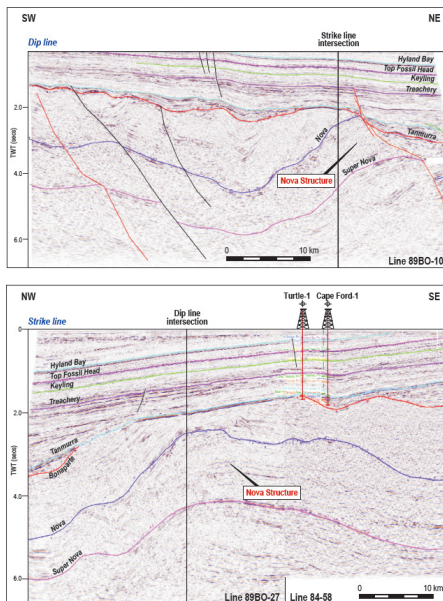 SW
NE
Dip line
Strike line
intersection
Hyland Bay
Top Fossil Head
Keyling
Treachery
2.0
Nova
Tanmurra
TWT (secs)
4.0
Nova Structure
Super Nova
6.0
0
10 km
Line 89BO-10
NW
Dip line
intersection
Turtle-1
Cape Ford-1
SE
Strike line
0
Hyland Bay
Top Fossil Head
Keyling
Treachery
2.0
Tanmurra
Bonaparte
TWT (secs)
Nova
Nova Structure
4.0
Super Nova
6.0
Line 89BO-27
Line 84-58
0
10 km